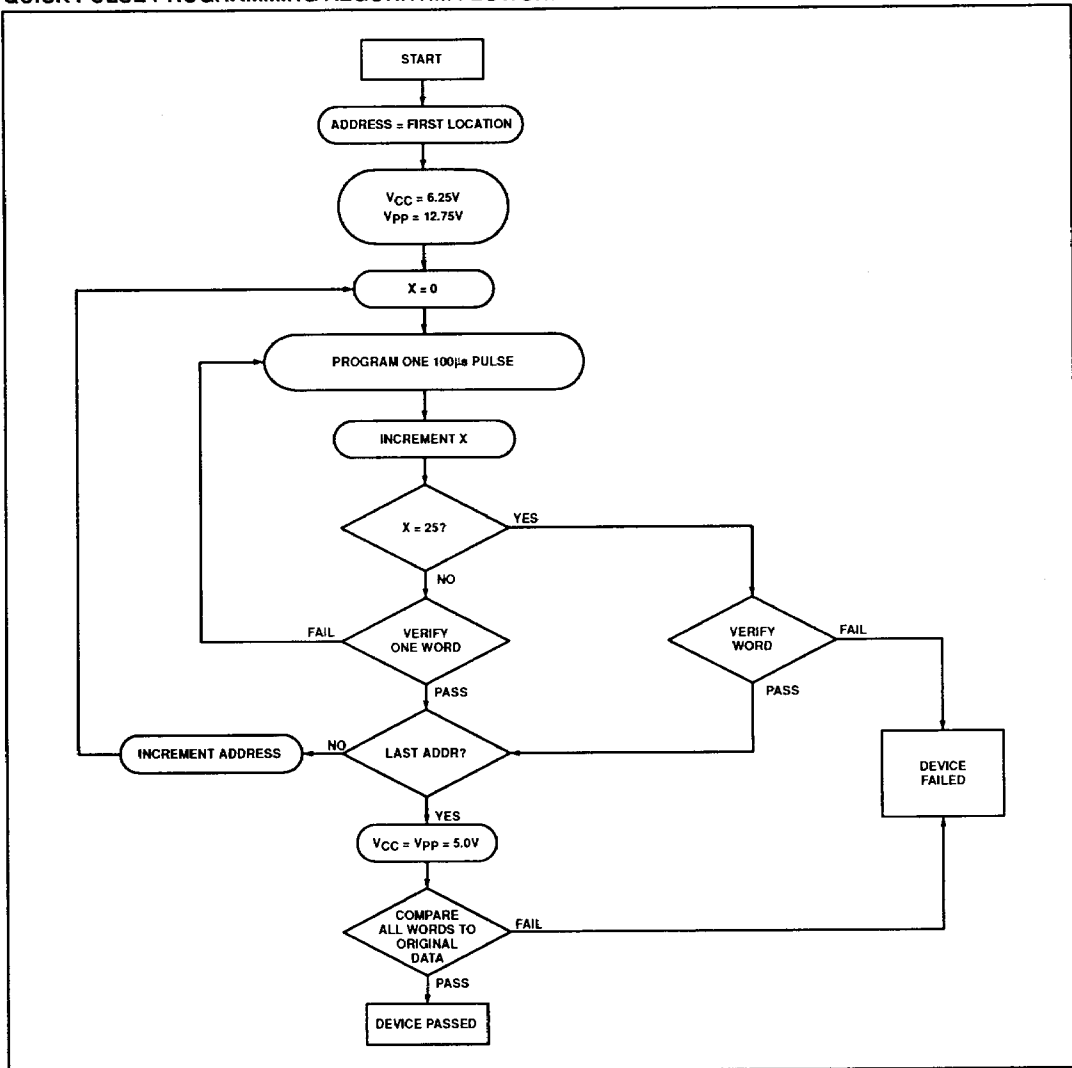 START
ADDRESS = FIRST LOCATION
VCC = 6.25V
VPP = 12.75V
X = 0
PROGRAM ONE 100µs PULSE
INCREMENT X
X = 25?
YES
NO
FAIL
VERIFY
ONE WORD
VERIFY
WORD
FAIL
PASS
PASS
INCREMENT ADDRESS
NO
LAST ADDR?
DEVICE
FAILED
YES
VCC = VPP = 5.0V
COMPARE
ALL WORDS TO
ORIGINAL
DATA
FAIL
PASS
DEVICE PASSED